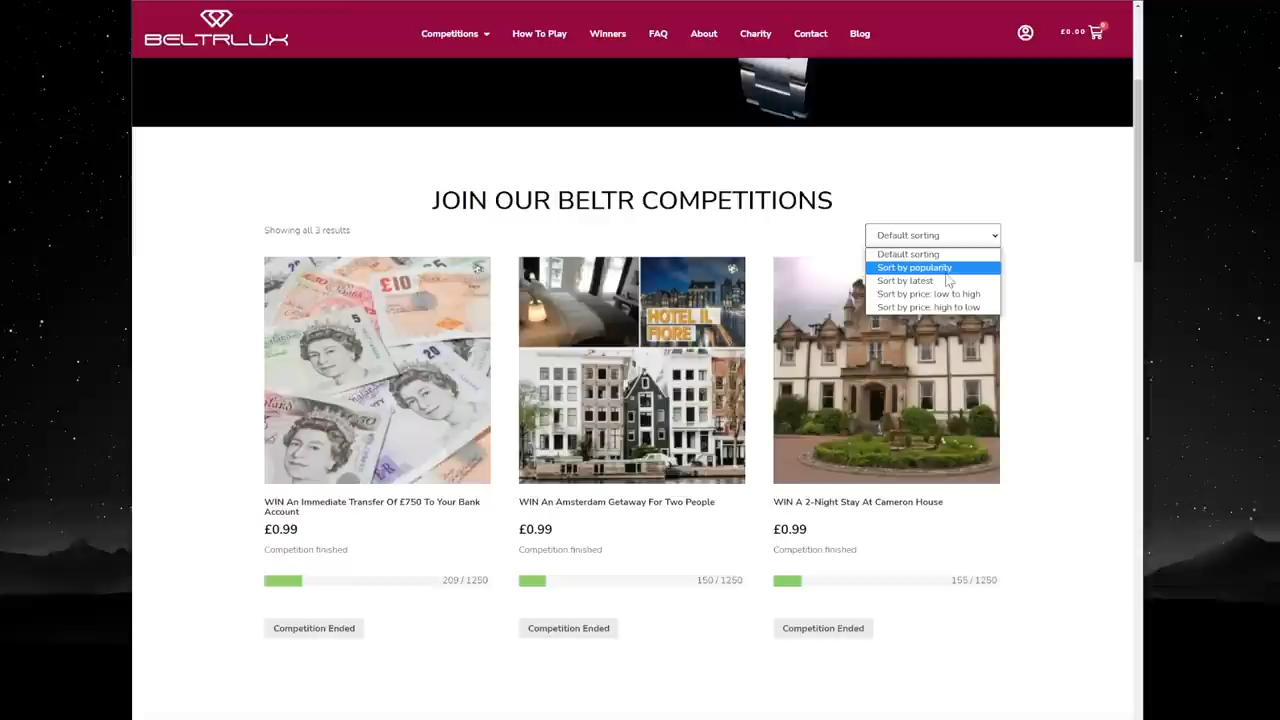 BELTRLUX
Competitions
How To Play
Winners
FAQ
About
Charity
Contact
Blog
£0.00
0
JOIN OUR BELTR COMPETITIONS
Showing all 3 results
Default sorting
Default sorting
Sort by popularity
Sort by latest
Sort by price: low to high
Sort by price: high to low
£10
5
20
HOTEL IL
FIORE
WIN An Immediate Transfer Of £750 To Your Bank
Account
£0.99
Competition finished
209 / 1250
Competition Ended
WIN An Amsterdam Getaway For Two People
£0.99
Competition finished
150 / 1250
Competition Ended
WIN A 2-Night Stay At Cameron House
£0.99
Competition finished
155 / 1250
Competition Ended